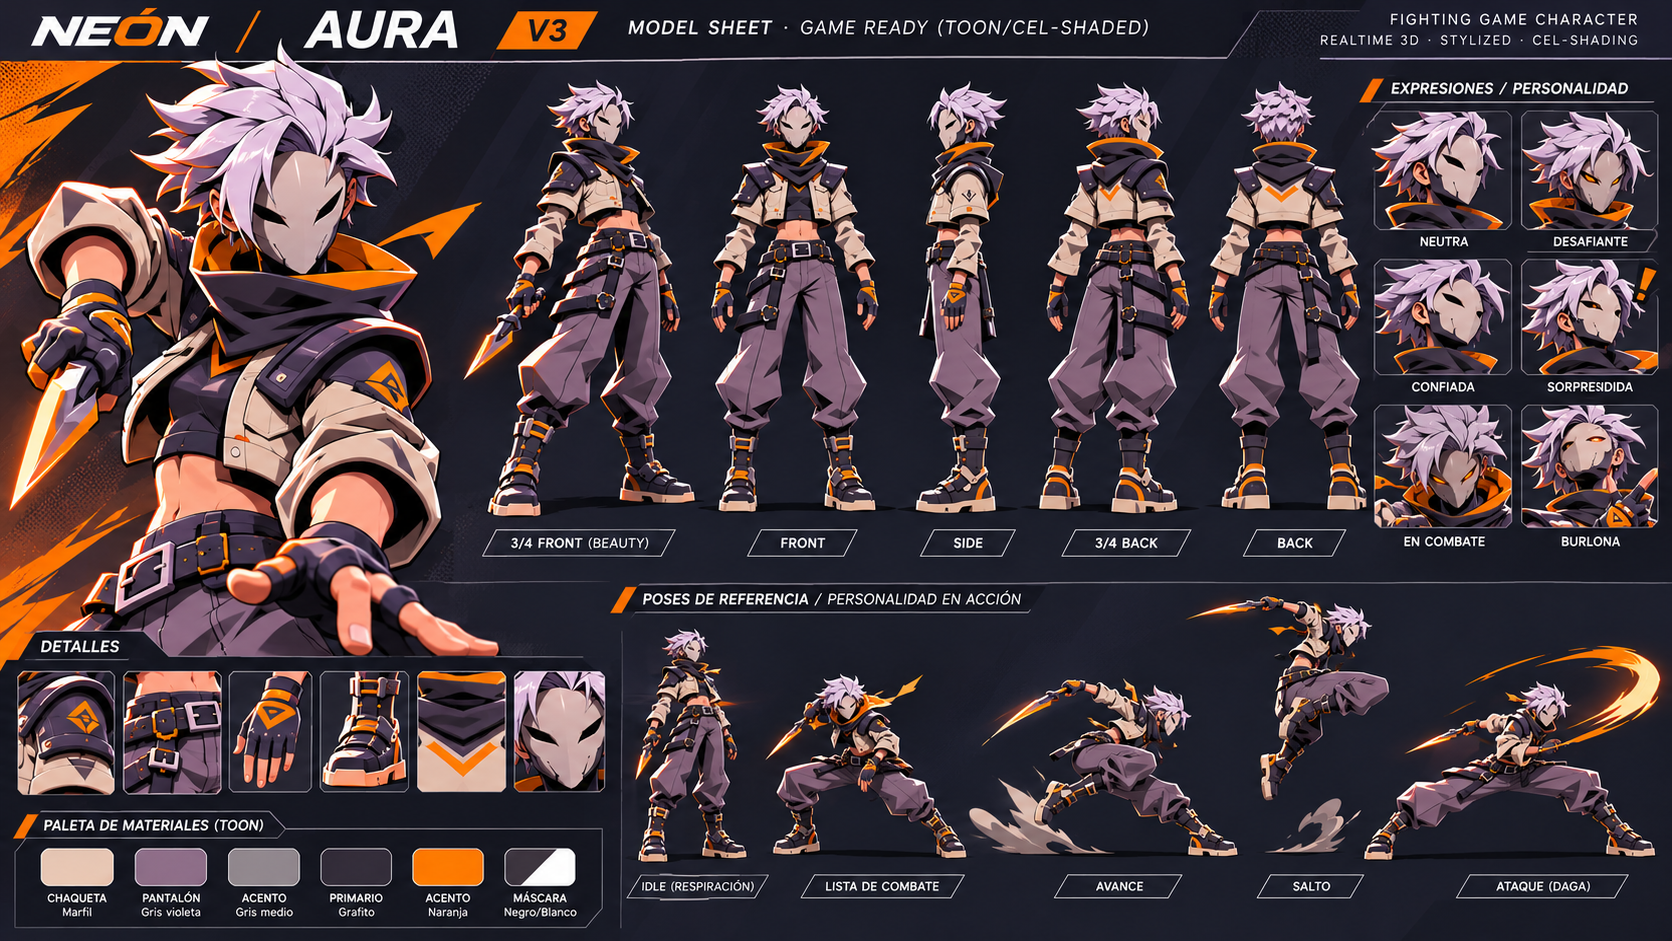 NEÓN / AURA V3
MODEL SHEET · GAME READY (TOON/CEL-SHADED)
FIGHTING GAME CHARACTER
REALTIME 3D · STYLIZED · CEL-SHADING
3/4 FRONT (BEAUTY)
FRONT
SIDE
3/4 BACK
BACK
EXPRESIONES / PERSONALIDAD
NEUTRA
DESAFIANTE
!
CONFIADA
SORPRESDIDA
EN COMBATE
BURLONA
DETALLES
PALETA DE MATERIALES (TOON)
CHAQUETA
Marfil
PANTALÓN
Gris violeta
ACENTO
Gris medio
PRIMARIO
Grafito
ACENTO
Naranja
MÁSCARA
Negro/Blanco
POSES DE REFERENCIA / PERSONALIDAD EN ACCIÓN
IDLE (RESPIRACIÓN)
LISTA DE COMBATE
AVANCE
SALTO
ATAQUE (DAGA)